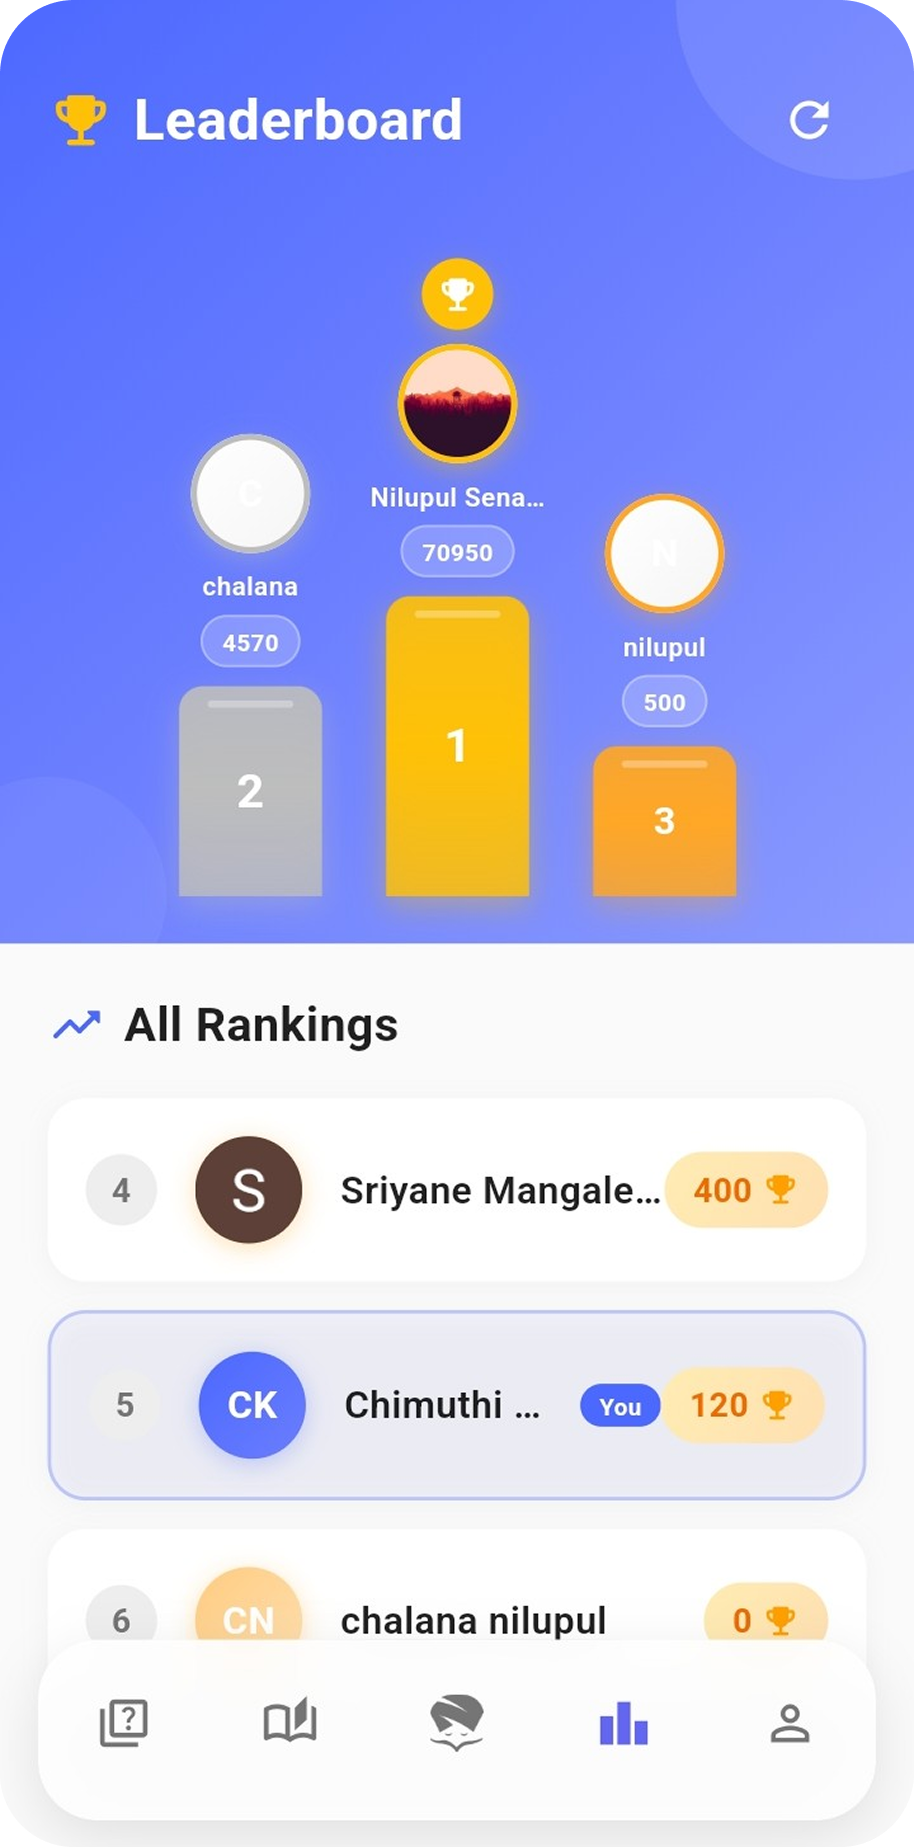 Leaderboard
Nilupul Sena...
70950
C
chalana
4570
N
nilupul
500
1
2
3
All Rankings
4 S Sriyane Mangale... 400
5 CK Chimuthi ... You 120
6 CN chalana nilupul 0
?